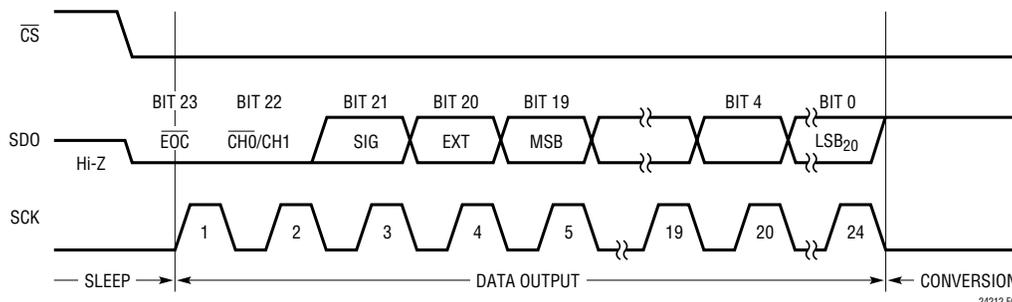 CS
BIT 23 BIT 22 BIT 21 BIT 20 BIT 19 BIT 4 BIT 0
SDO EOC CH0/CH1 SIG EXT MSB LSB20
Hi-Z
SCK 1 2 3 4 5 19 20 24
SLEEP DATA OUTPUT CONVERSION